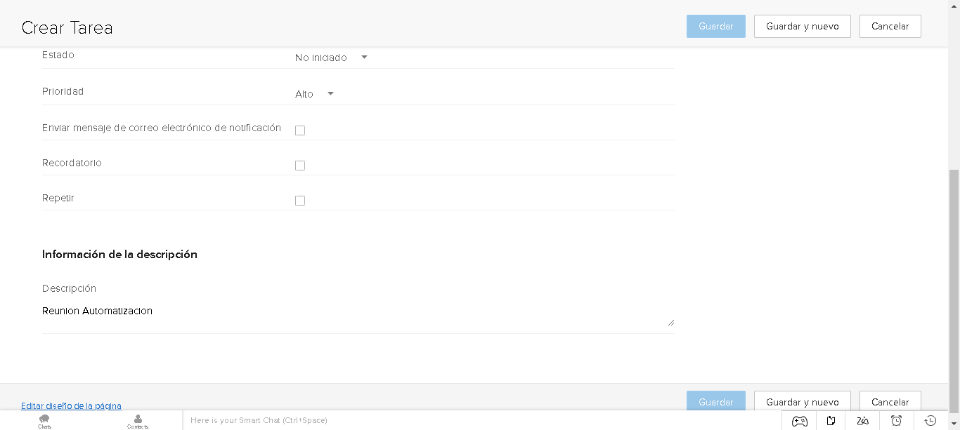 Crear Tarea
Guardar
Guardar y nuevo
Cancelar
Estado
No iniciado
Prioridad
Alto
Enviar mensaje de correo electrónico de notificación
Recordatorio
Repetir
Información de la descripción
Descripción
Reunion Automatizacion
Editar diseño de la página
Guardar
Guardar y nuevo
Cancelar
Chats
Contacts
Here is your Smart Chat (Ctrl+Space)